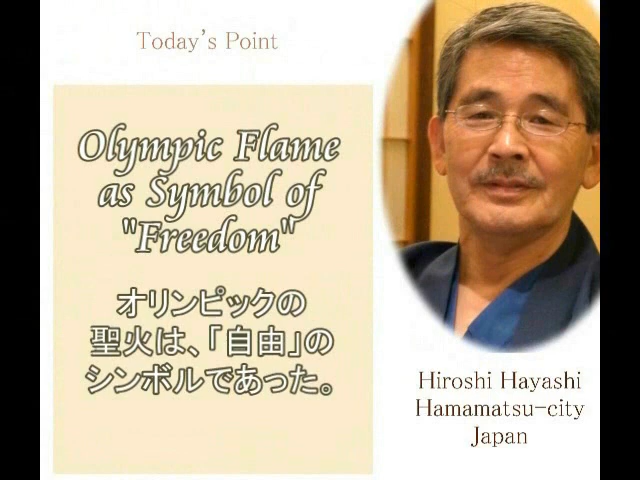 Today's Point
Olympic Flame
as Symbol of
"Freedom"
オリンピックの
聖火は、「自由」の
シンボルであった。
Hiroshi Hayashi
Hamamatsu-city
Japan